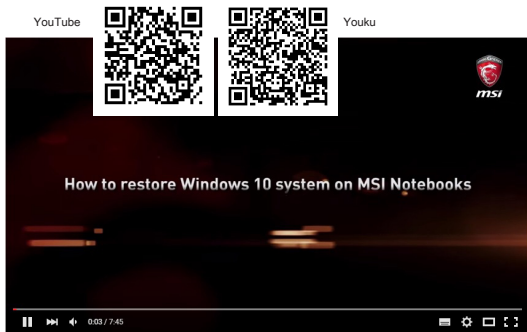 YouTube
Youku
msi
How to restore Windows 10 system on MSI Notebooks
0:03 / 7:45